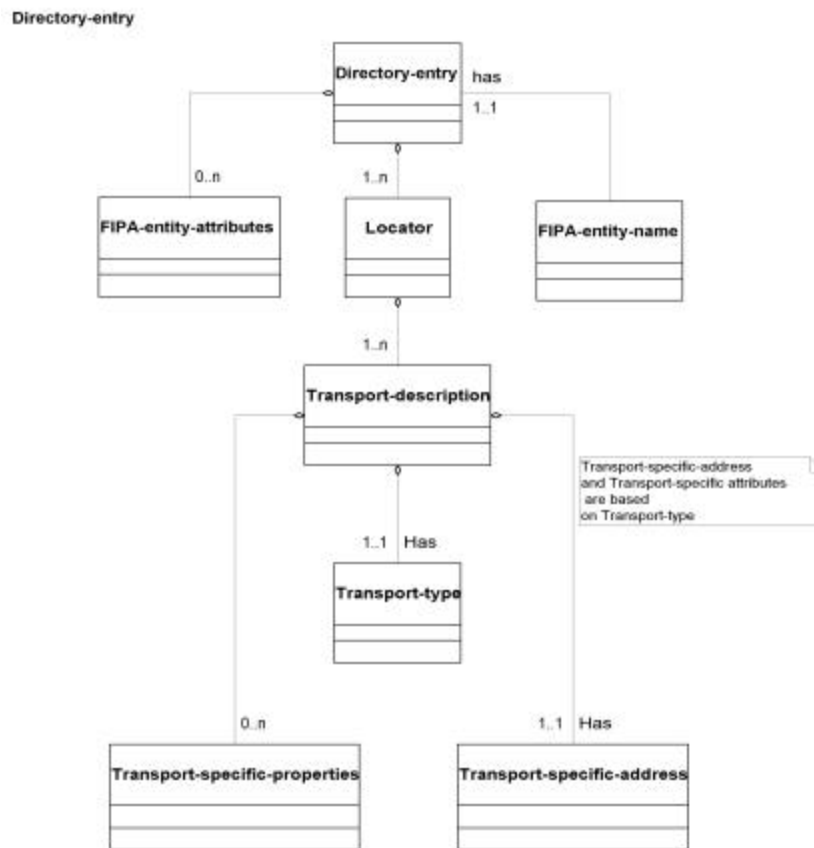 Directory-entry
Directory-entry
has
1..1
0..n
1..n
FIPA-entity-attributes
Locator
FIPA-entity-name
1..n
Transport-description
Transport-specific-address
and Transport-specific attributes
are based
on Transport-type
1..1 Has
Transport-type
0..n
1..1 Has
Transport-specific-properties
Transport-specific-address